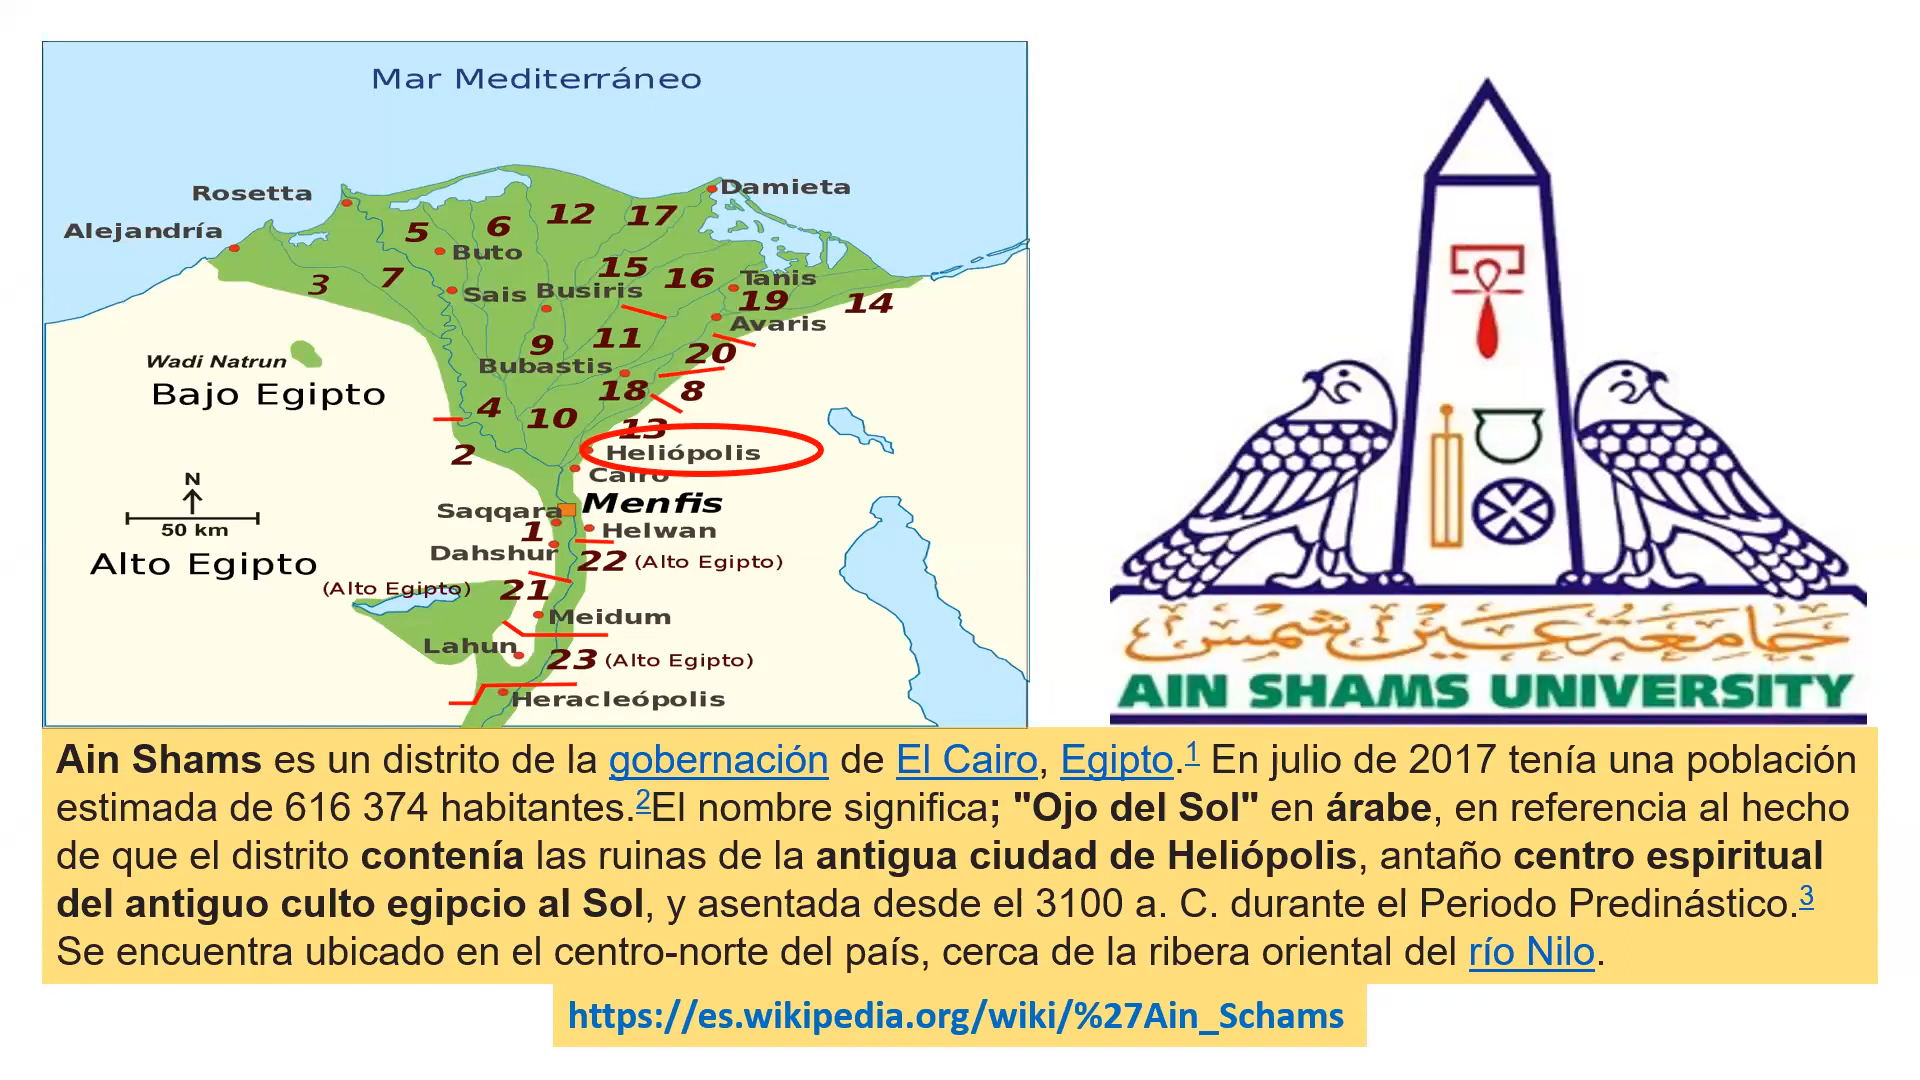 Mar Mediterráneo
Rosetta
Damieta
Alejandría
5
6
12
17
Buto
3
7
15
16
Tanis
Sais
Busiris
19
14
Avaris
9
11
20
Wadi Natrun
Bubastis
Bajo Egipto
18
8
4
10
13
2
Heliópolis
Cairo
N
50 km
Menfis
Saqqara
1
Helwan
Dahshur
Alto Egipto
22 (Alto Egipto)
(Alto Egipto) 21
Meidum
Lahun
23 (Alto Egipto)
Heracleópolis
جامعة عين شمس
AIN SHAMS UNIVERSITY
Ain Shams es un distrito de la gobernación de El Cairo, Egipto.1 En julio de 2017 tenía una población
estimada de 616 374 habitantes.2El nombre significa; "Ojo del Sol" en árabe, en referencia al hecho
de que el distrito contenía las ruinas de la antigua ciudad de Heliópolis, antaño centro espiritual
del antiguo culto egipcio al Sol, y asentada desde el 3100 a. C. durante el Periodo Predinástico.3
Se encuentra ubicado en el centro-norte del país, cerca de la ribera oriental del río Nilo.
https://es.wikipedia.org/wiki/%27Ain_Schams